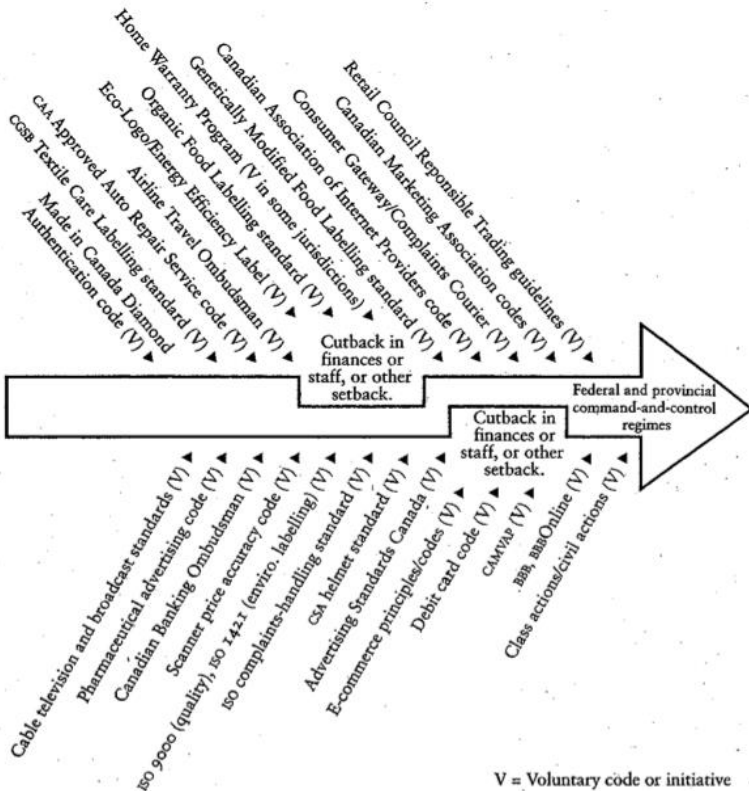 Made in Canada Diamond
Authentication code (V)
CGSB Textile Care Labelling standard (V)
CAA Approved Auto Repair Service code (V)
Airline Travel Ombudsman (V)
Eco-Logo/Energy Efficiency Label (V)
Organic Food Labelling standard (V)
Home Warranty Program (V in some jurisdictions)
Genetically Modified Food Labelling standard (V)
Canadian Association of Internet Providers code (V)
Consumer Gateway/Complaints Courier (V)
Canadian Marketing Association codes (V)
Retail Council Reponsible Trading guidelines (V)
Cutback in
finances or
staff, or other
setback.
Federal and provincial
command-and-control
regimes
Cutback in
finances or
staff, or other
setback.
Cable television and broadcast standards (V)
Pharmaceutical advertising code (V)
Canadian Banking Ombudsman (V)
Scanner price accuracy code (V)
ISO 9000 (quality), ISO 1421 (enviro. labelling) (V)
ISO complaints-handling standard (V)
CSA helmet standard (V)
Advertising Standards Canada (V)
E-commerce principles/codes (V)
Debit card code (V)
CAMVAP (V)
BBB, BBBOnline (V)
Class actions/civil actions (V)
V = Voluntary code or initiative